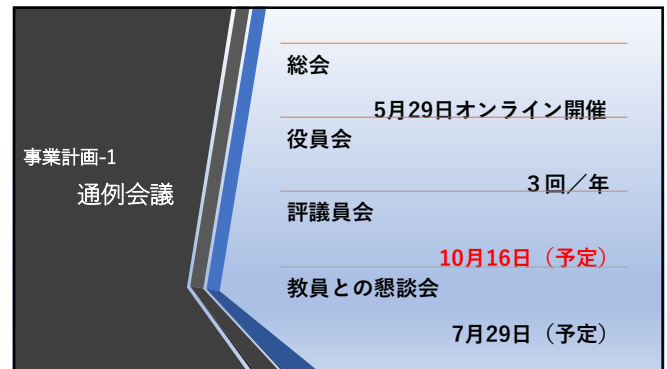 事業計画-1
通例会議
総会
5月29日オンライン開催
役員会
３回／年
評議員会
10月16日（予定）
教員との懇談会
7月29日（予定）